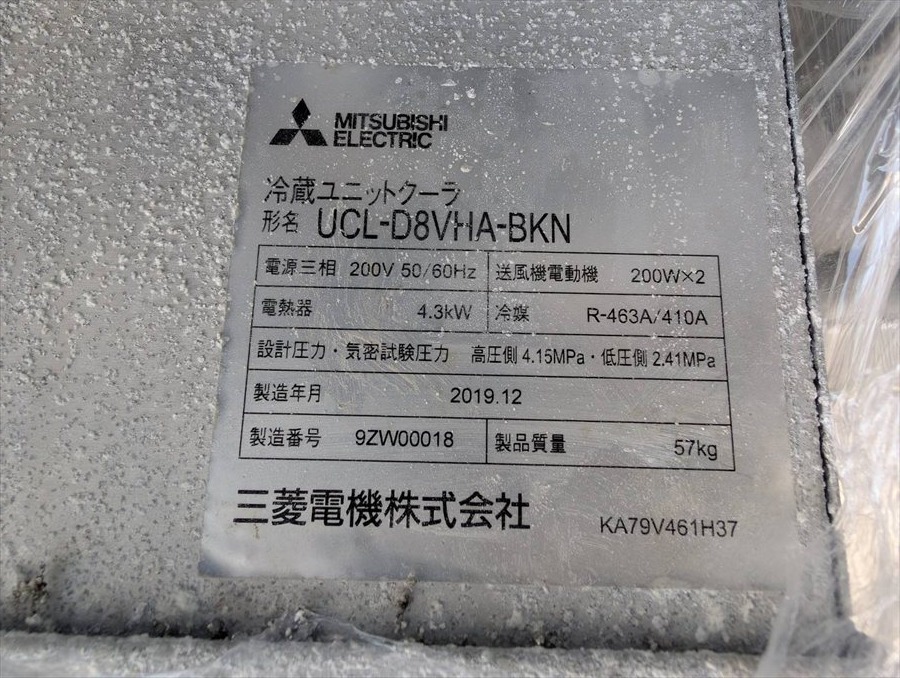 MITSUBISHI
ELECTRIC
冷蔵ユニットクーラ
形名 UCL-D8VHA-BKN
電源三相 200V 50/60Hz 送風機電動機 200W×2
電熱器 4.3kW 冷媒 R-463A/410A
設計圧力・気密試験圧力 高圧側 4.15MPa・低圧側 2.41MPa
製造年月 2019.12
製造番号 9ZW00018 製品質量 57kg
三菱電機株式会社 KA79V461H37